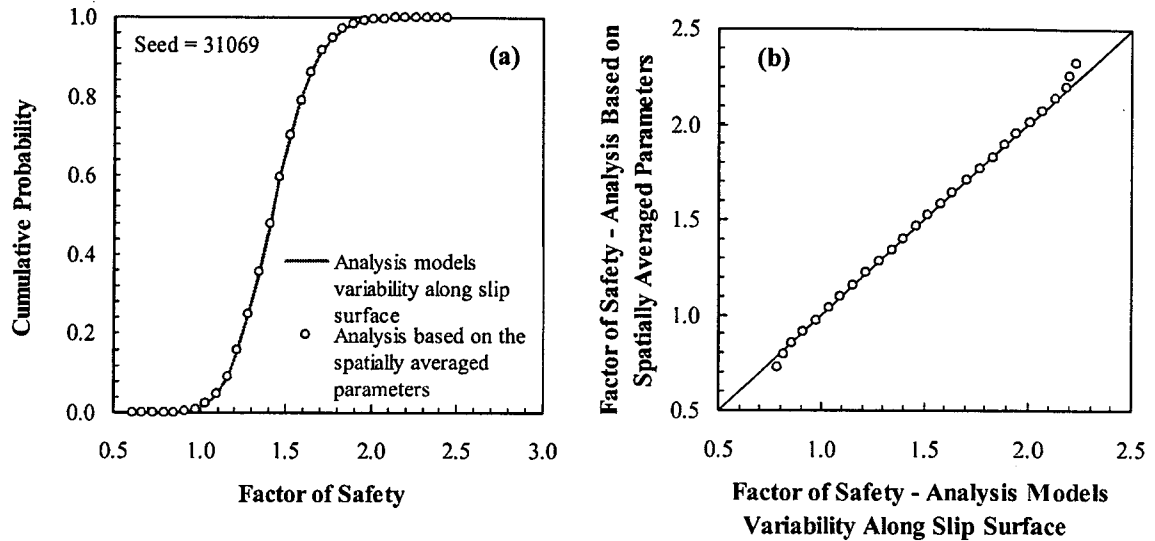 1.0
0.8
0.6
0.4
0.2
0.0
Cumulative Probability
Seed = 31069
(a)
Analysis models
variability along slip
surface
Analysis based on the
spatially averaged
parameters
0.5 1.0 1.5 2.0 2.5 3.0
Factor of Safety
2.5
2.0
1.5
1.0
0.5
Factor of Safety - Analysis Based on
Spatially Averaged Parameters
(b)
0.5 1.0 1.5 2.0 2.5
Factor of Safety - Analysis Models
Variability Along Slip Surface